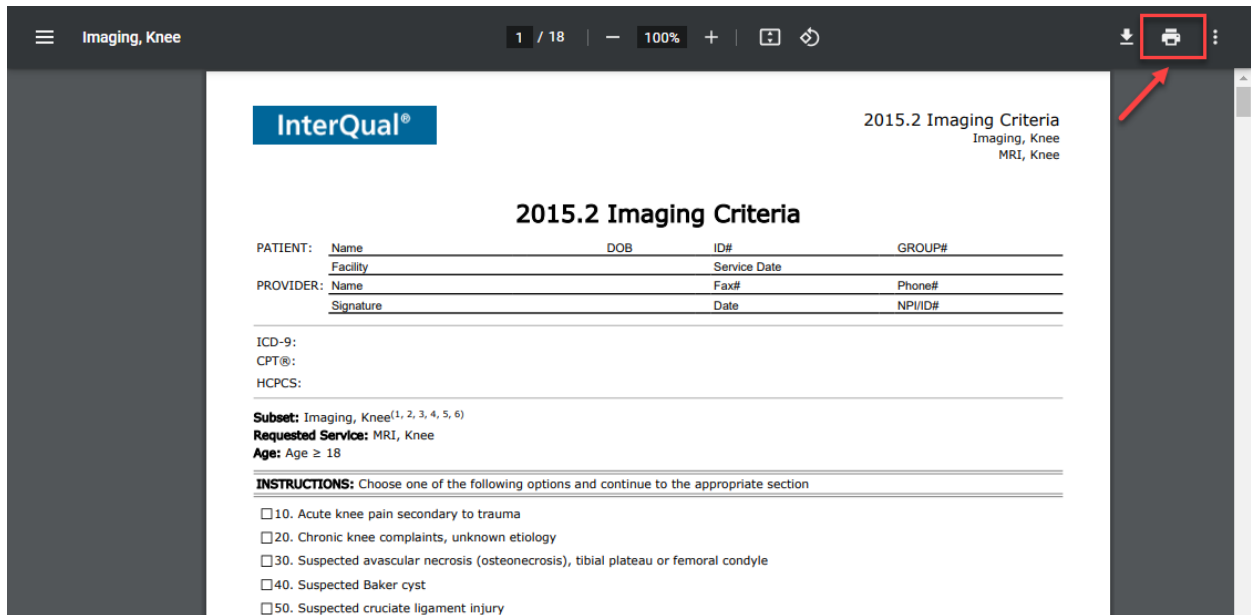 Imaging, Knee
1 / 18
100%
InterQual®
2015.2 Imaging Criteria
Imaging, Knee
MRI, Knee
2015.2 Imaging Criteria
PATIENT: Name DOB ID# GROUP#
Facility Service Date
PROVIDER: Name Fax# Phone#
Signature Date NPI/ID#
ICD-9:
CPT®:
HCPCS:
Subset: Imaging, Knee(1, 2, 3, 4, 5, 6)
Requested Service: MRI, Knee
Age: Age ≥ 18
INSTRUCTIONS: Choose one of the following options and continue to the appropriate section
☐10. Acute knee pain secondary to trauma
☐20. Chronic knee complaints, unknown etiology
☐30. Suspected avascular necrosis (osteonecrosis), tibial plateau or femoral condyle
☐40. Suspected Baker cyst
☐50. Suspected cruciate ligament injury